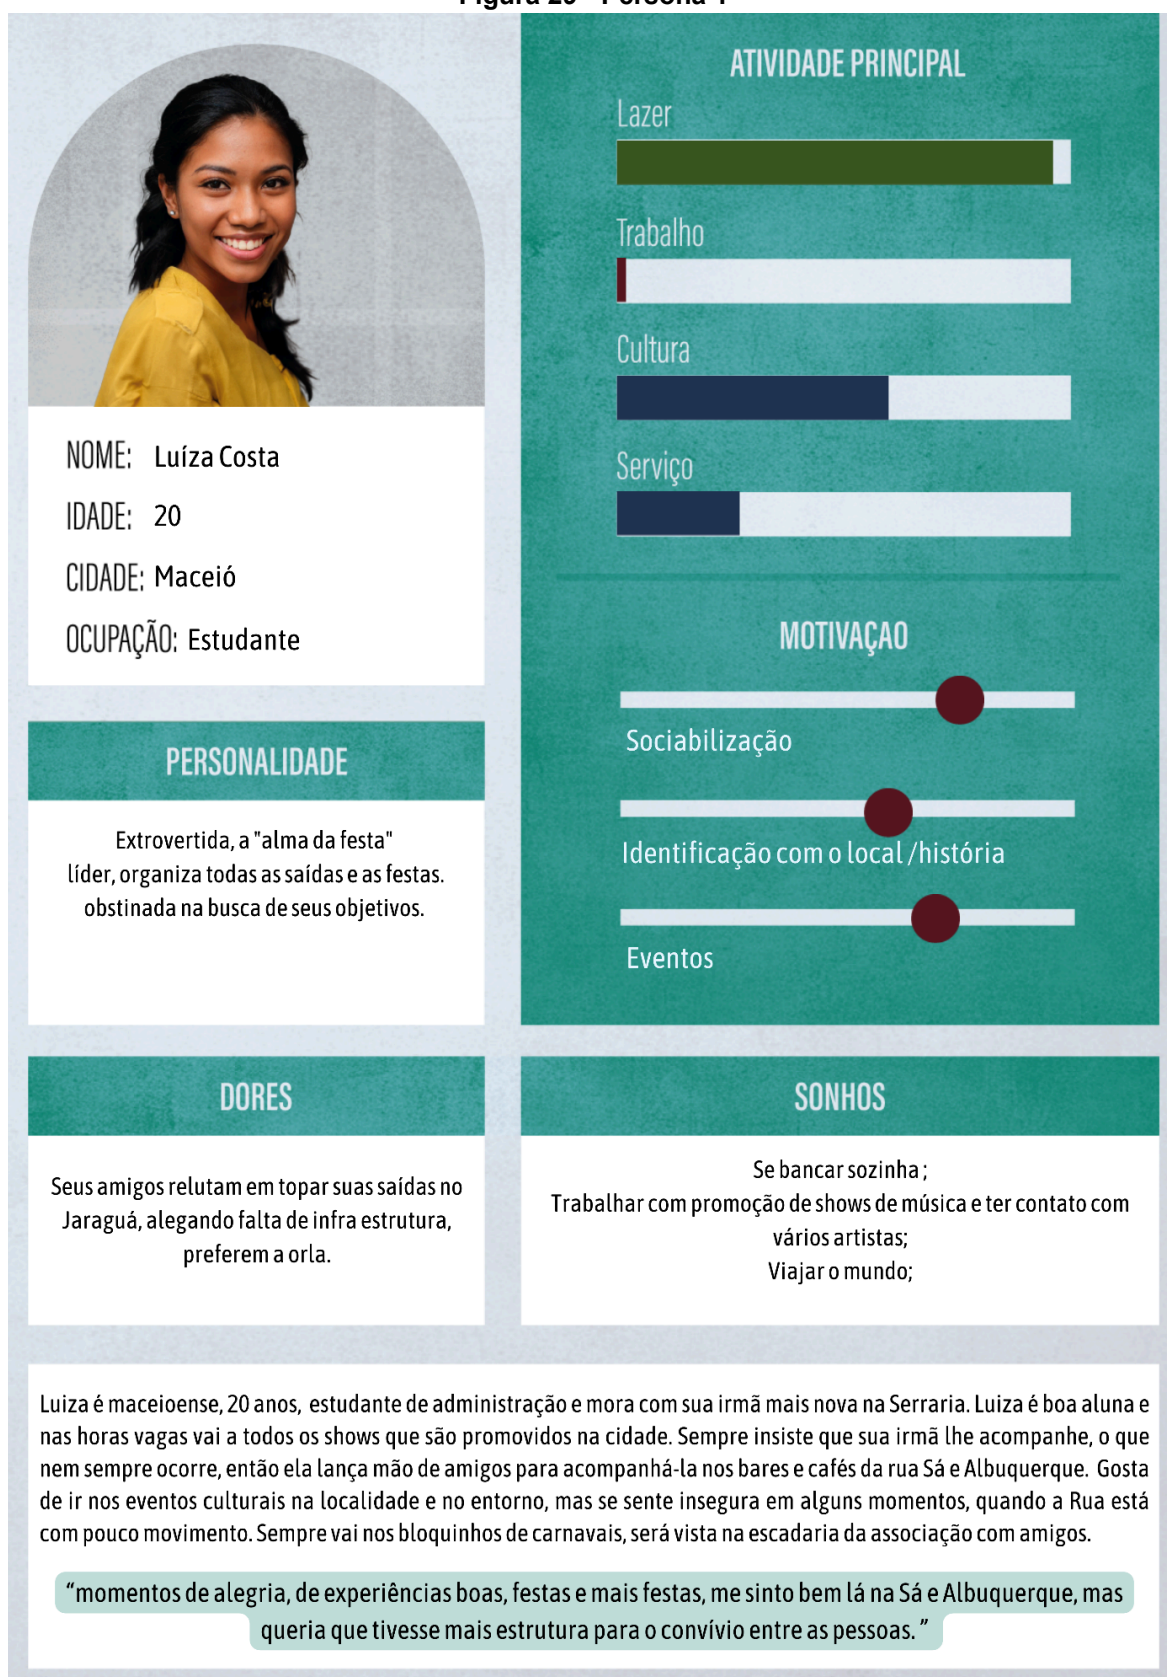 ATIVIDADE PRINCIPAL
Lazer
Trabalho
Cultura
Serviço
NOME: Luíza Costa
IDADE: 20
CIDADE: Maceió
OCUPAÇÃO: Estudante
MOTIVAÇAO
Sociabilização
Identificação com o local /história
Eventos
PERSONALIDADE
Extrovertida, a "alma da festa"
líder, organiza todas as saídas e as festas.
obstinada na busca de seus objetivos.
DORES
Seus amigos relutam em topar suas saídas no
Jaraguá, alegando falta de infra estrutura,
preferem a orla.
SONHOS
Se bancar sozinha ;
Trabalhar com promoção de shows de música e ter contato com
vários artistas;
Viajar o mundo;
Luiza é maceioense, 20 anos, estudante de administração e mora com sua irmã mais nova na Serraria. Luiza é boa aluna e
nas horas vagas vai a todos os shows que são promovidos na cidade. Sempre insiste que sua irmã lhe acompanhe, o que
nem sempre ocorre, então ela lança mão de amigos para acompanhá-la nos bares e cafés da rua Sá e Albuquerque. Gosta
de ir nos eventos culturais na localidade e no entorno, mas se sente insegura em alguns momentos, quando a Rua está
com pouco movimento. Sempre vai nos bloquinhos de carnavais, será vista na escadaria da associação com amigos.
“momentos de alegria, de experiências boas, festas e mais festas, me sinto bem lá na Sá e Albuquerque, mas
queria que tivesse mais estrutura para o convívio entre as pessoas. ”